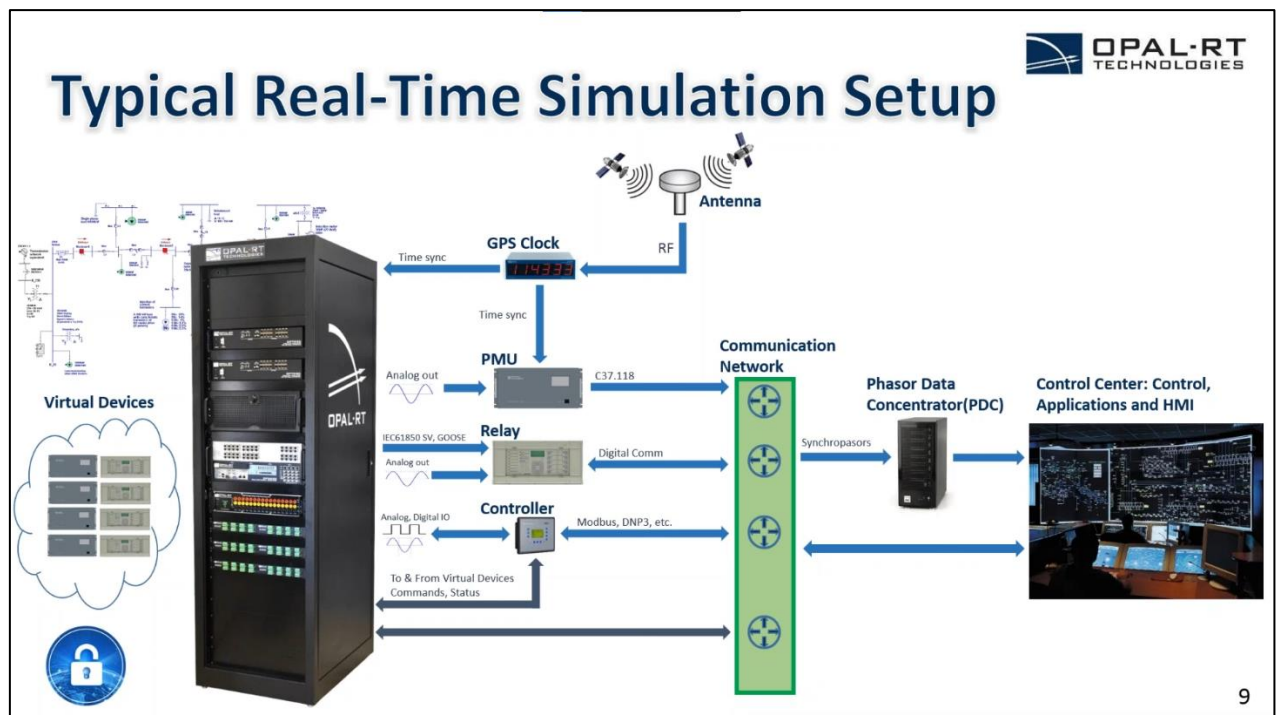 OPAL-RT
TECHNOLOGIES
Typical Real-Time Simulation Setup
Antenna
GPS Clock
RF
Time sync
OPAL-RT
TECHNOLOGIES
Time sync
Communication
Network
PMU
Analog out
C37.118
Phasor Data
Concentrator(PDC)
Control Center: Control,
Applications and HMI
Virtual Devices
OPAL-RT
IEC61850 SV, GOOSE
Relay
Synchropasors
Analog out
Digital Comm
Controller
Analog, Digital IO
Modbus, DNP3, etc.
To & From Virtual Devices
Commands, Status
9